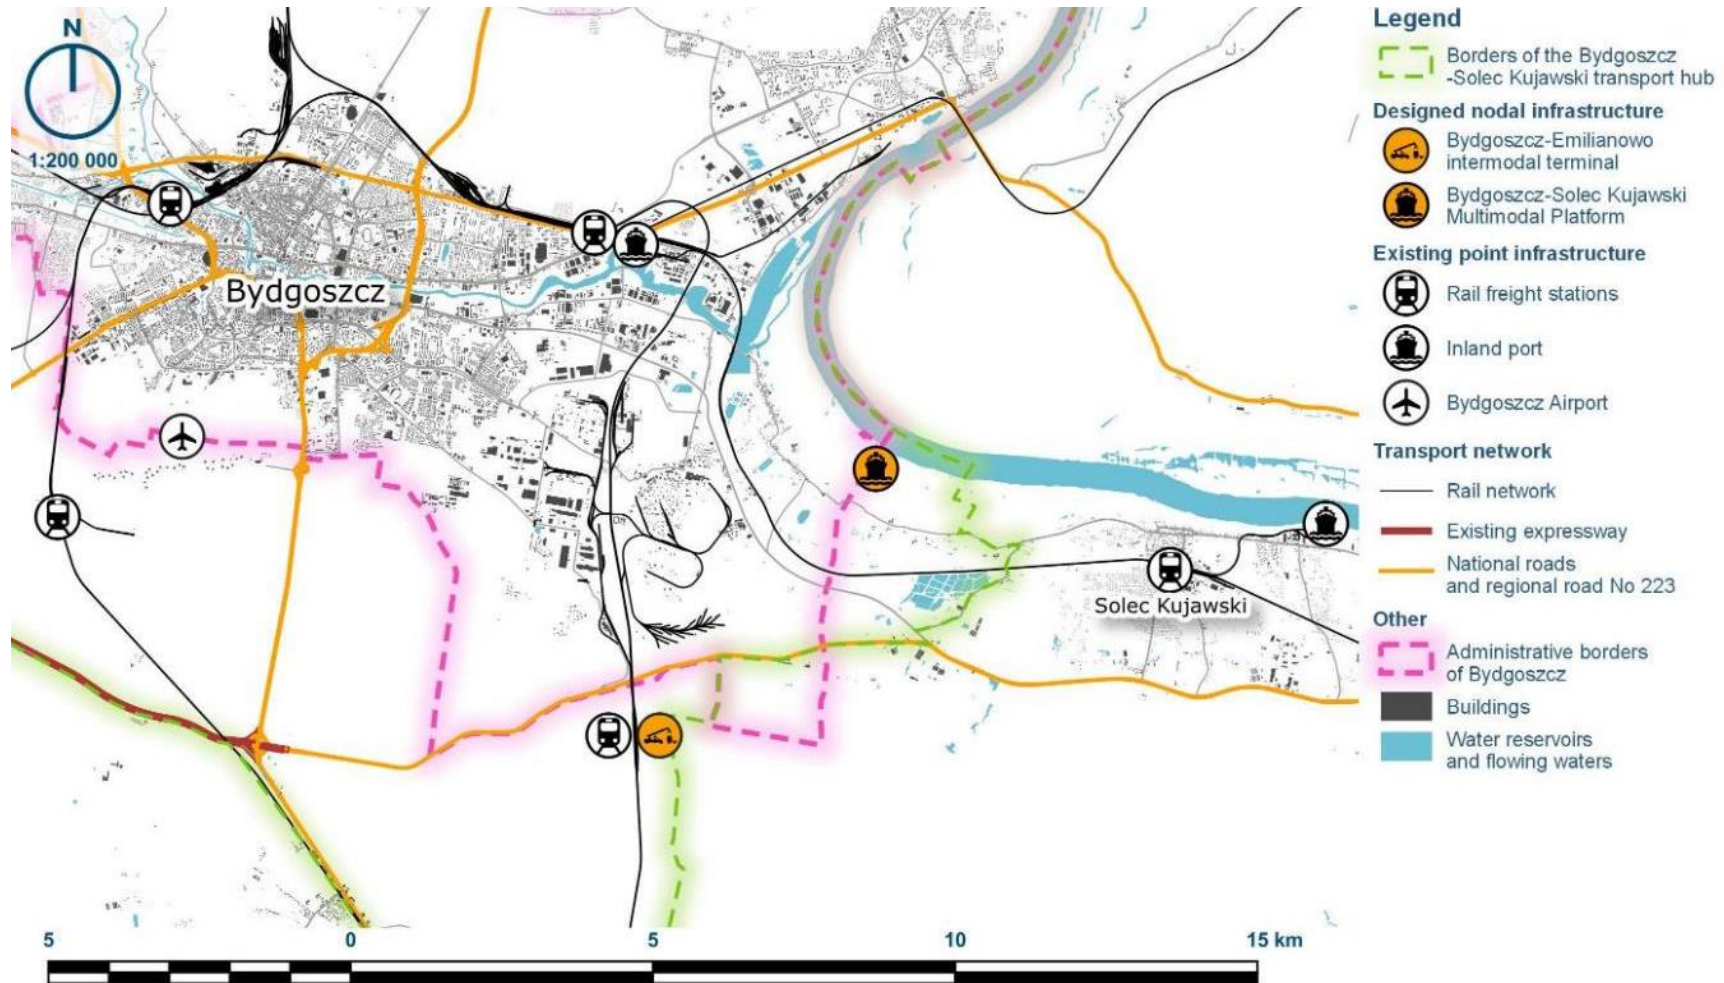 N
1:200 000
Bydgoszcz
Solec Kujawski
5 0 5 10 15 km
Legend
Borders of the Bydgoszcz
-Solec Kujawski transport hub
Designed nodal infrastructure
Bydgoszcz-Emilianowo
intermodal terminal
Bydgoszcz-Solec Kujawski
Multimodal Platform
Existing point infrastructure
Rail freight stations
Inland port
Bydgoszcz Airport
Transport network
Rail network
Existing expressway
National roads
and regional road No 223
Other
Administrative borders
of Bydgoszcz
Buildings
Water reservoirs
and flowing waters